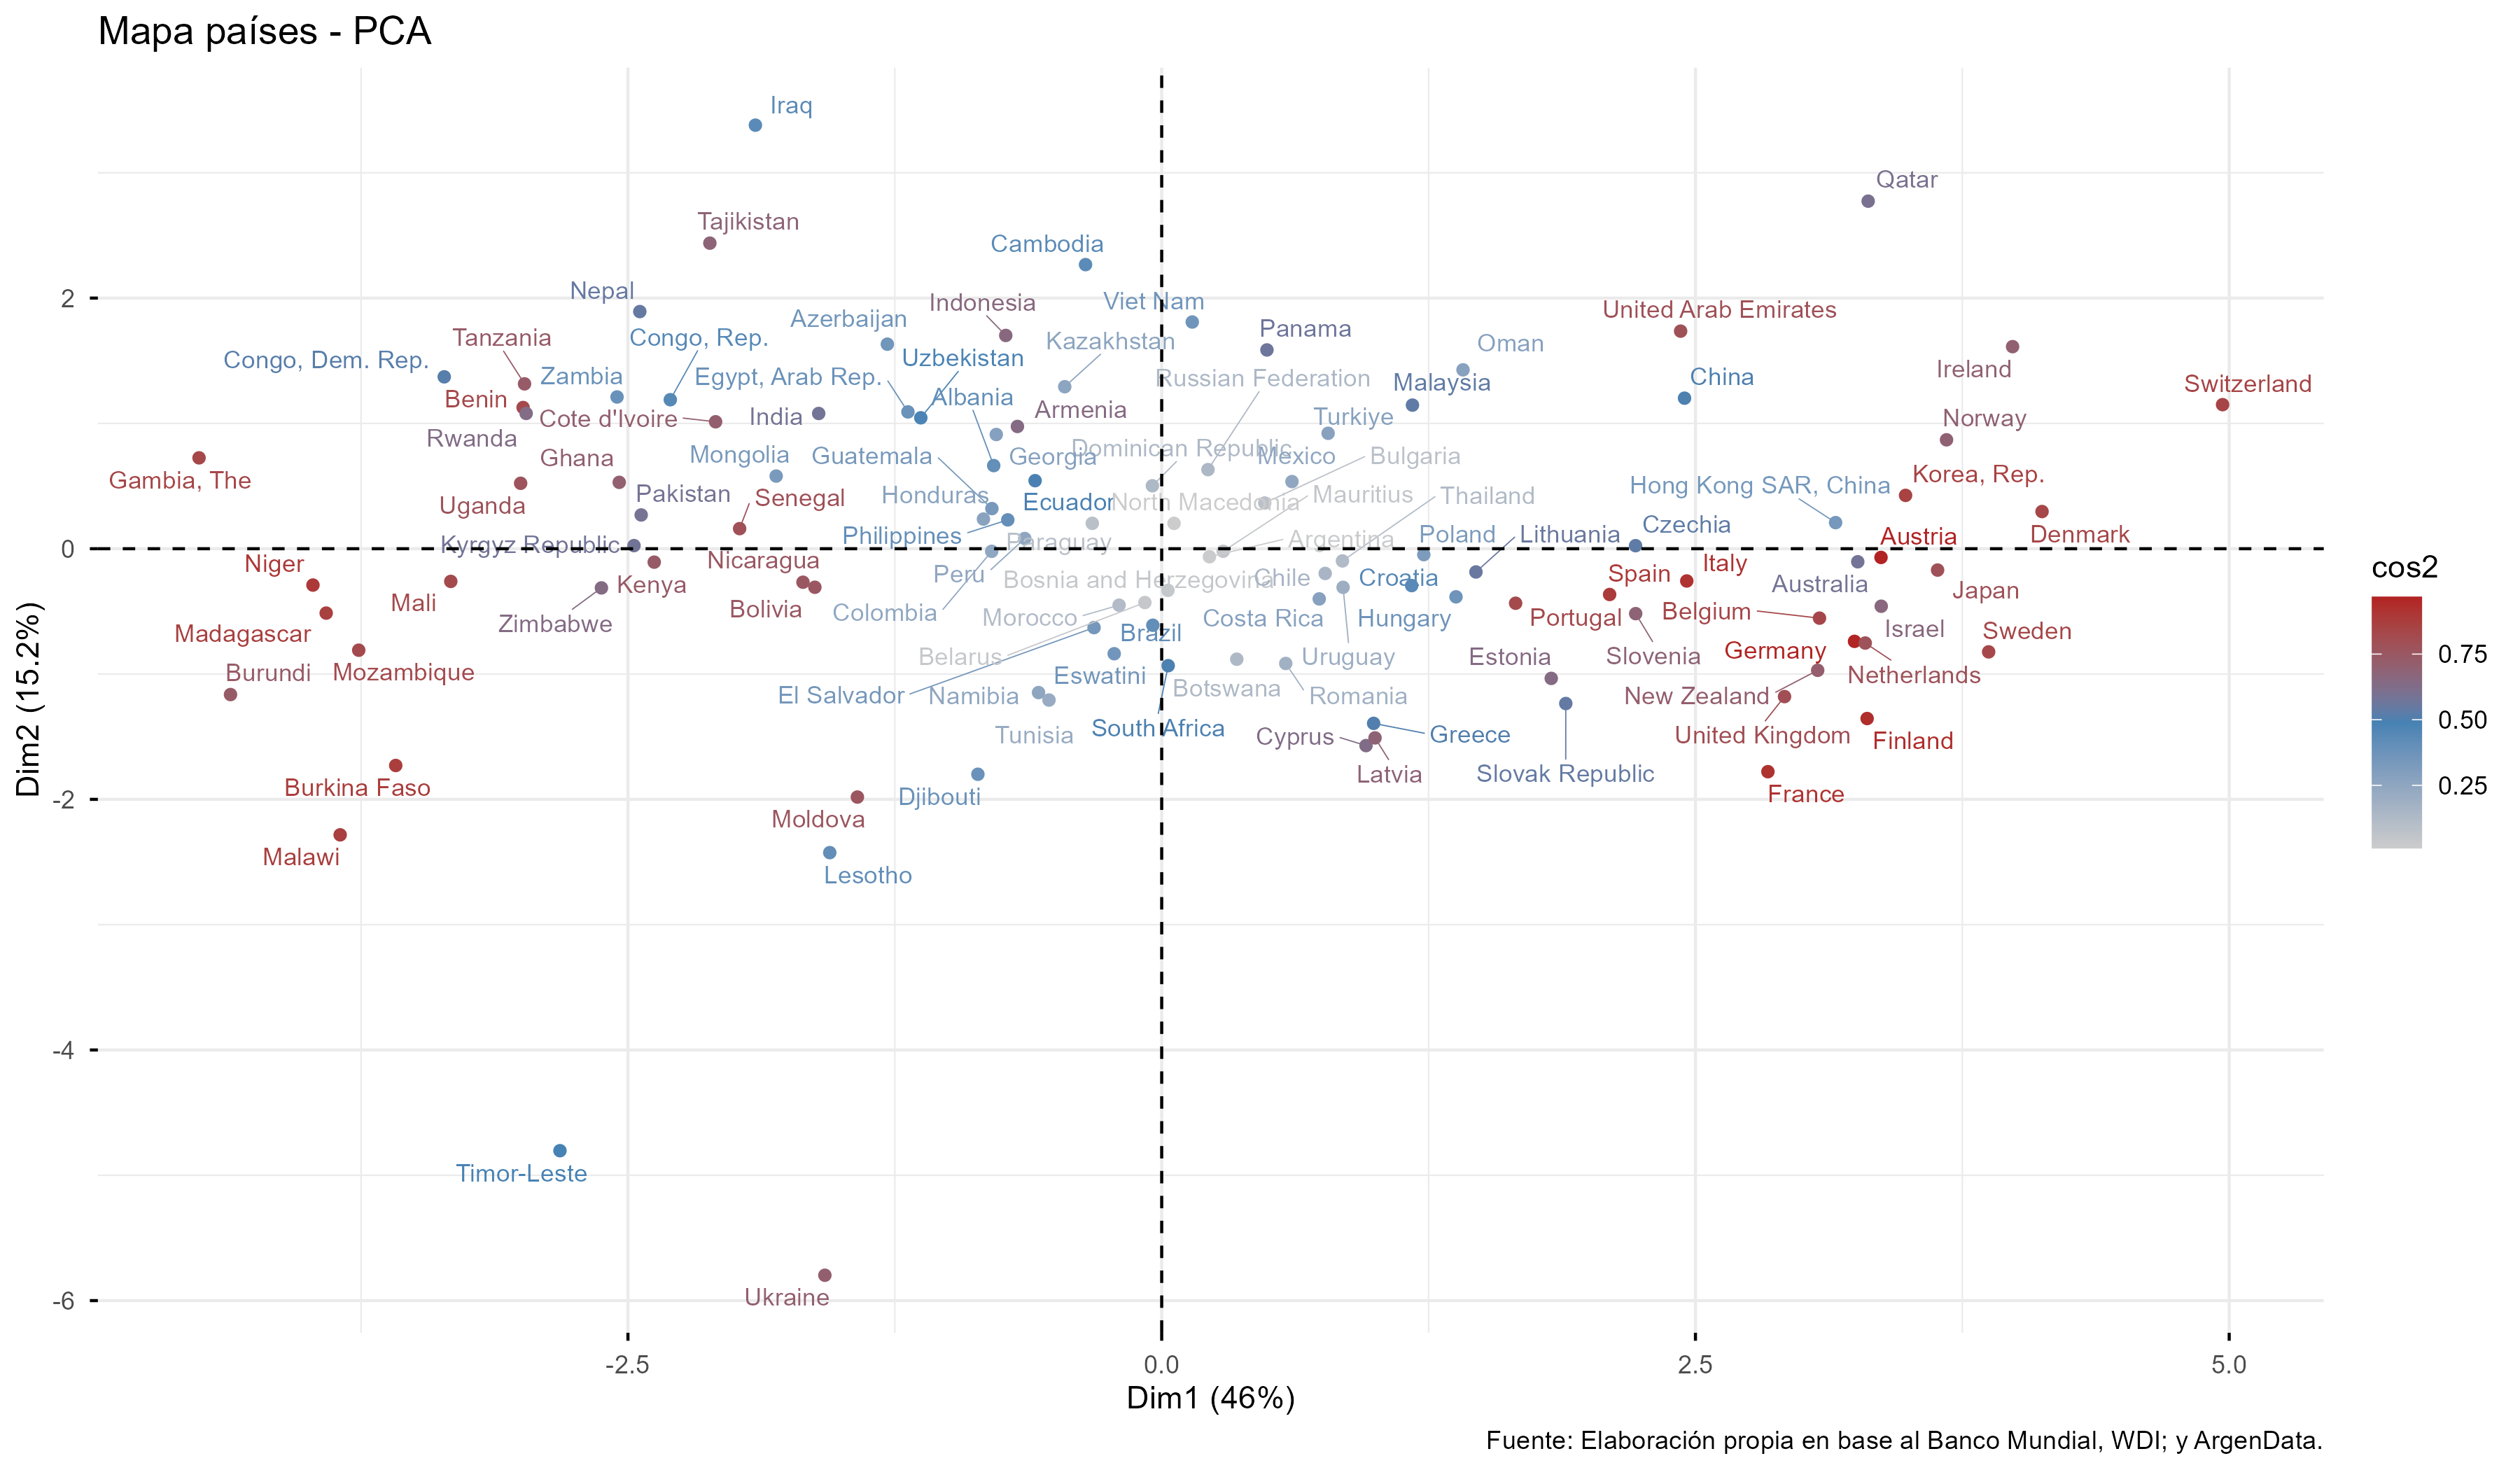 Mapa países - PCA
Iraq
Qatar
Tajikistan
Cambodia
Nepal
Indonesia
Viet Nam
United Arab Emirates
Azerbaijan
Panama
Tanzania
Congo, Rep.
Kazakhstan
Oman
Congo, Dem. Rep.
Uzbekistan
Ireland
Zambia
Egypt, Arab Rep.
Russian Federation
Malaysia
China
Switzerland
Benin
Albania
Cote d'Ivoire
India
Armenia
Turkiye
Norway
Rwanda
Dominican Republic
Ghana
Mongolia
Guatemala
Georgia
Mexico
Bulgaria
Gambia, The
Korea, Rep.
Hong Kong SAR, China
Pakistan
Senegal
Honduras
Ecuador
North Macedonia
Mauritius
Thailand
Uganda
Philippines
Poland
Lithuania
Czechia
Austria
Denmark
Kyrgyz Republic
Paraguay
Argentina
Niger
Kenya
Nicaragua
Peru
Bosnia and Herzegovina
Chile
Croatia
Spain
Italy
Australia
Japan
Mali
Bolivia
Colombia
Morocco
Costa Rica
Hungary
Portugal
Belgium
Zimbabwe
Madagascar
Brazil
Israel
Sweden
Belarus
Uruguay
Estonia
Slovenia
Germany
Burundi
Mozambique
Eswatini
Netherlands
El Salvador
Namibia
Botswana
Romania
New Zealand
Tunisia
South Africa
Cyprus
Greece
United Kingdom
Finland
Latvia
Slovak Republic
Burkina Faso
Djibouti
France
Moldova
Malawi
Lesotho
Timor-Leste
Ukraine
2
0
-2
-4
-6
Dim2 (15.2%)
-2.5
0.0
2.5
5.0
Dim1 (46%)
cos2
0.75
0.50
0.25
Fuente: Elaboración propia en base al Banco Mundial, WDI; y ArgenData.